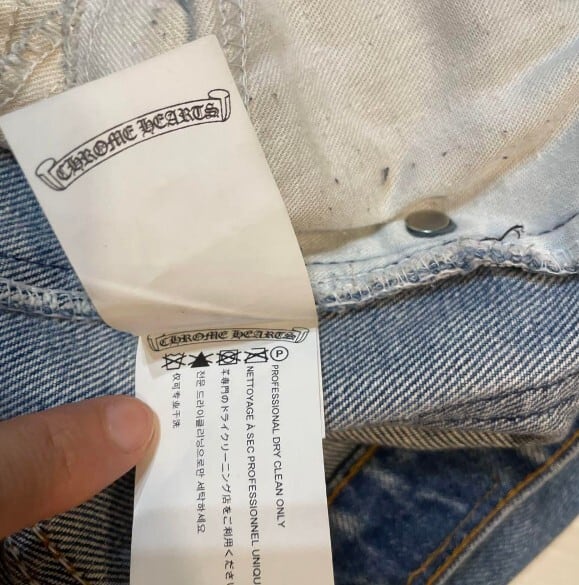 CHROME HEARTS
CHROME HEARTS
P
PROFESSIONAL DRY CLEAN ONLY
NETTOYAGE À SEC PROFESSIONNEL UNIQU
専門のドライクリーニング店をご利用くださ
전문 드라이클리닝으로만 세탁하세요
仅可专业干洗